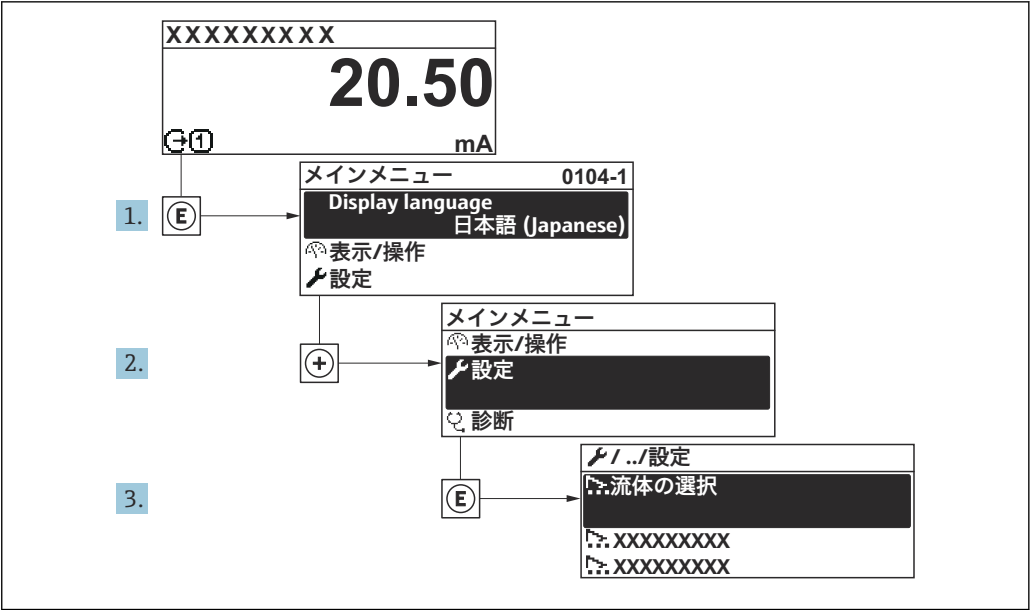 XXXXXXXXX
20.50
mA
1.
E
メインメニュー 0104-1
Display language
日本語 (Japanese)
表示/操作
設定
2.
+
メインメニュー
表示/操作
設定
診断
3.
E
/ ../設定
流体の選択
XXXXXXXXX
XXXXXXXXX